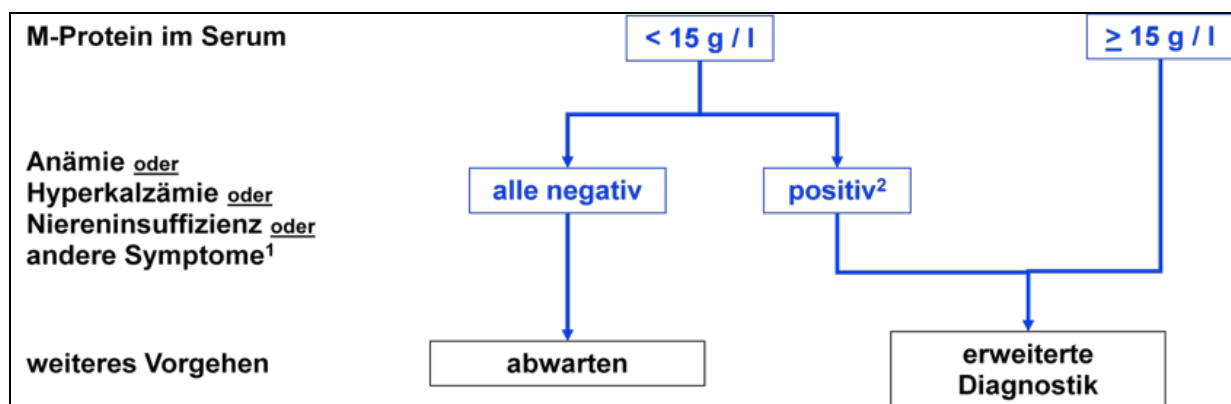 M-Protein im Serum
< 15 g / l
≥ 15 g / l
Anämie oder
Hyperkalzämie oder
Niereninsuffizienz oder
andere Symptome¹
alle negativ
positiv²
weiteres Vorgehen
abwarten
erweiterte
Diagnostik